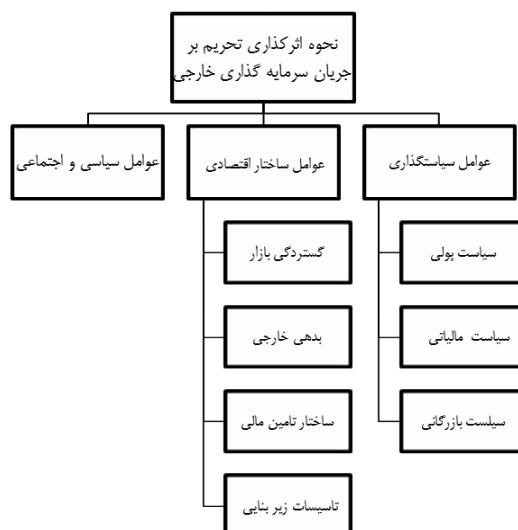 نحوه اثرکذاری تحریم بر
جریان سرمایه گذاری خارجی
عوامل سیاستگذاری
عوامل ساختار اقتصادی
عوامل سیاسی و اجتماعی
سیاست پولی
سیاست مالیاتی
سیلست بازرگانی
گستردگی بازار
بدهی خارجی
ساختار تامین مالی
تاسیسات زیر بنایی